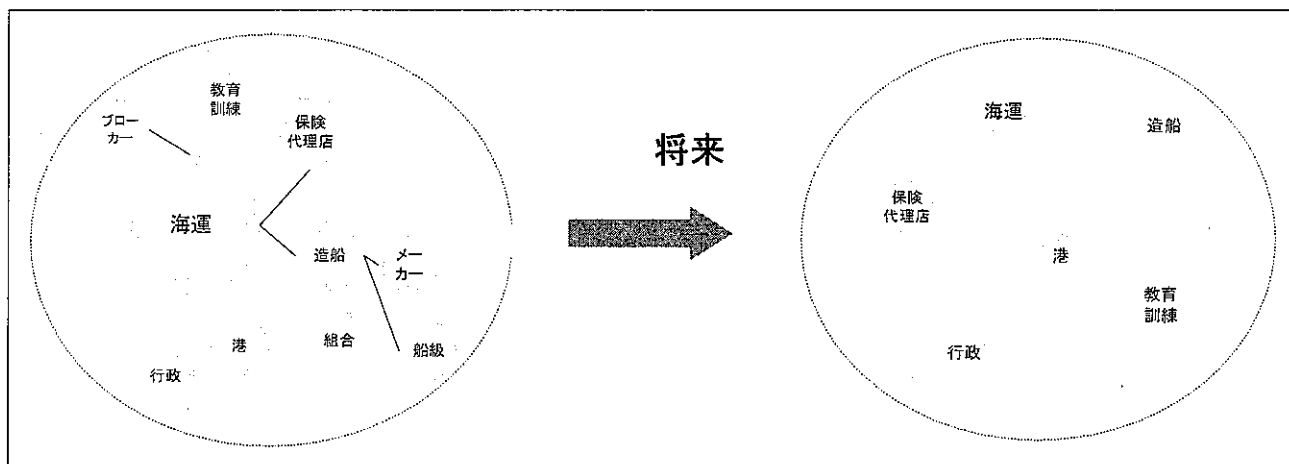 教育
訓練
ブロー
カー
保険
代理店
海運
造船
メー
カー
港
組合
船級
行政
将来
海運
造船
保険
代理店
港
教育
訓練
行政